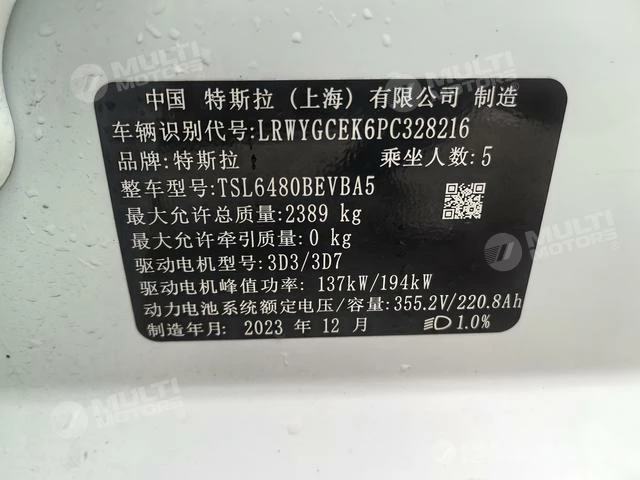 中国 特斯拉 (上海) 有限公司 制造
车辆识别代号:LRWYGCEK6PC328216
品牌:特斯拉 乘坐人数:5
整车型号:TSL6480BEVBA5
最大允许总质量:2389 kg
最大允许牵引质量:0 kg
驱动电机型号:3D3/3D7
驱动电机峰值功率: 137kW/194kW
动力电池系统额定电压/容量:355.2V/220.8Ah
制造年月: 2023 年 12 月 1.0%
MULTI MOTORS
MULTI MOTORS
MULTI MOTORS
MULTI MOTORS
MULTI MOTORS